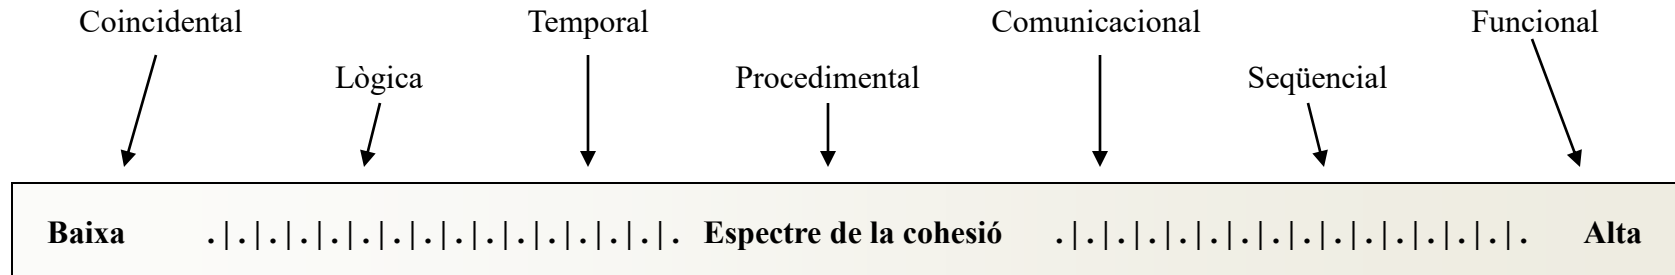 Coincidental Temporal Comunicacional Funcional
Lògica Procedimental Seqüencial
Baixa .|.|.|.|.|.|.|.|.|.|.|.|.|.|.|. Espectre de la cohesió .|.|.|.|.|.|.|.|.|.|.|.|.|.|.|. Alta